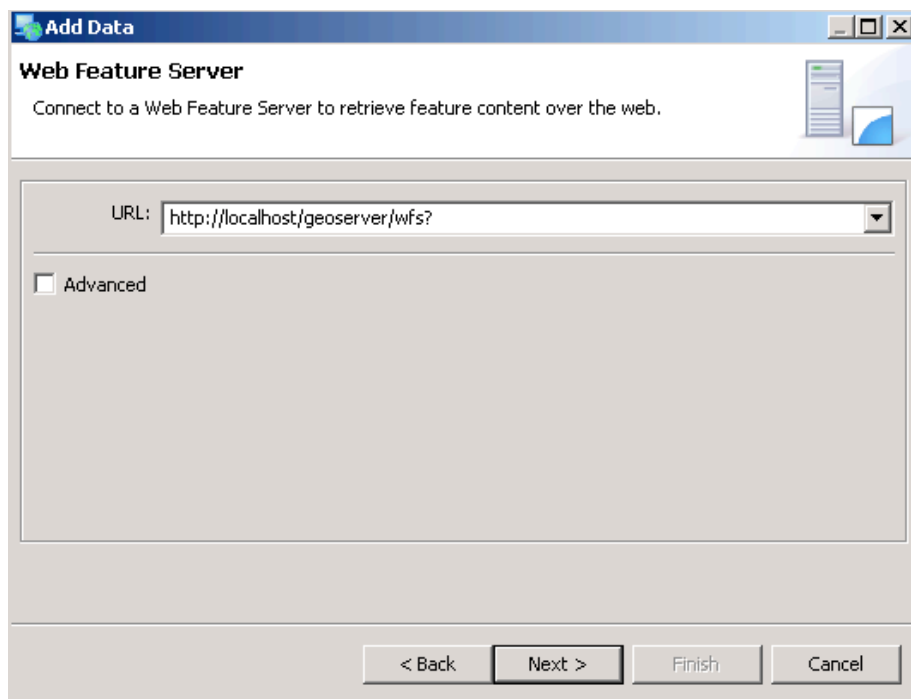 Add Data
Web Feature Server
Connect to a Web Feature Server to retrieve feature content over the web.
URL: http://localhost/geoserver/wfs?
Advanced
< Back Next > Finish Cancel